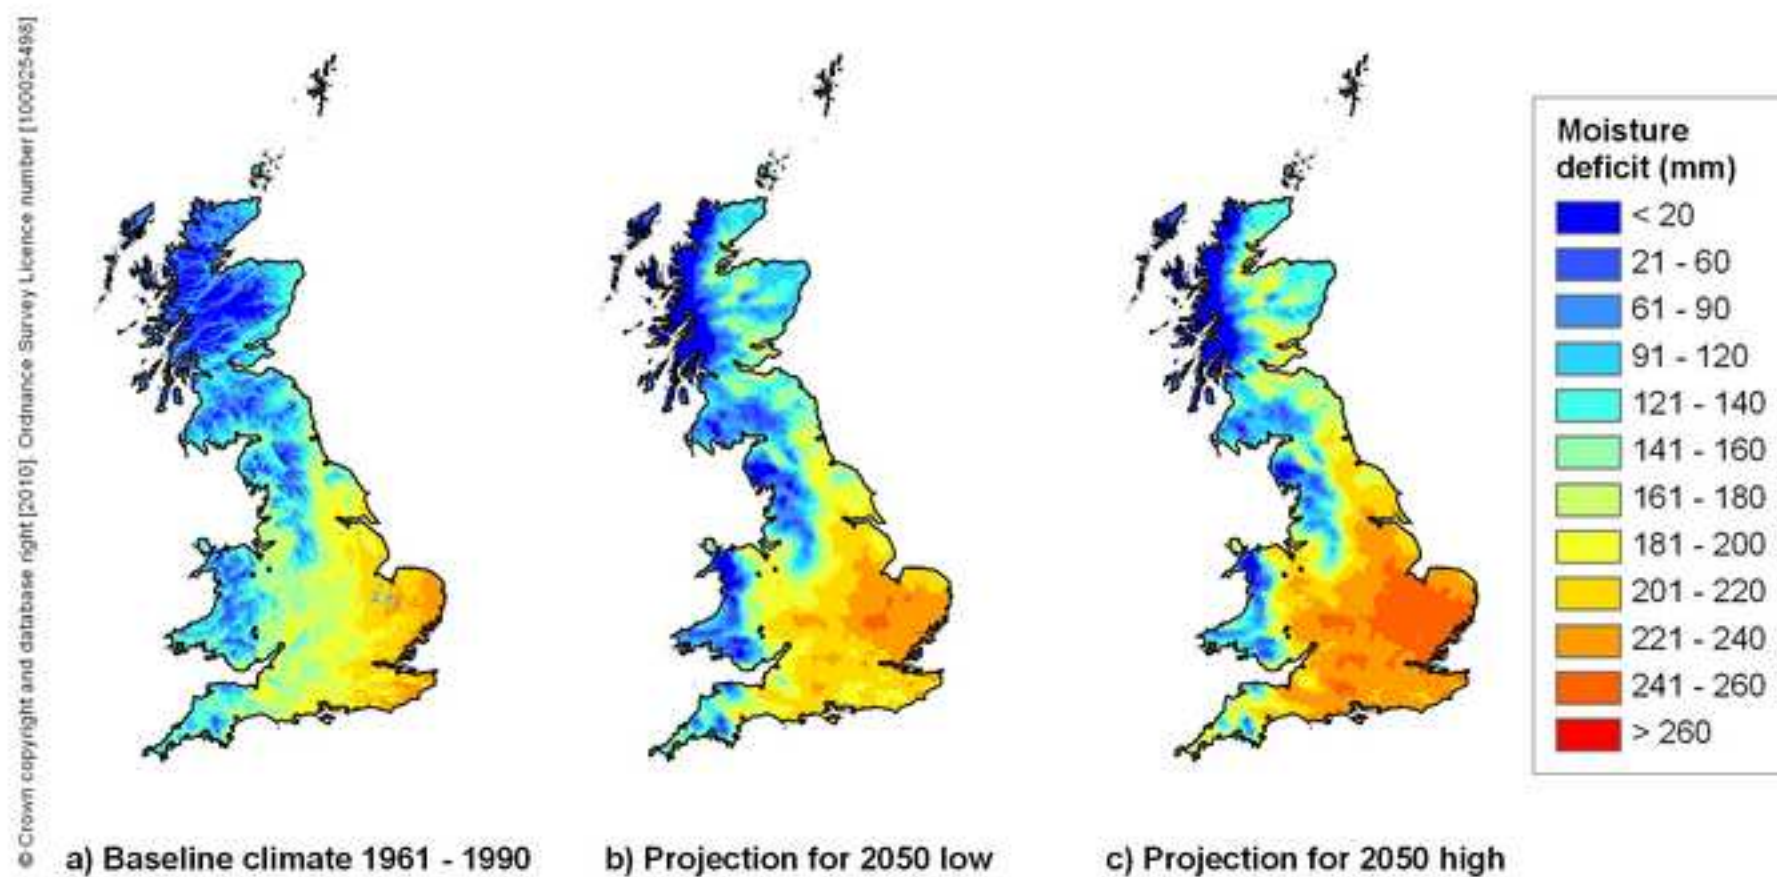 © Crown copyright and database right [2010]. Ordnance Survey Licence number [100025498]
Moisture
deficit (mm)
< 20
21 - 60
61 - 90
91 - 120
121 - 140
141 - 160
161 - 180
181 - 200
201 - 220
221 - 240
241 - 260
> 260
a) Baseline climate 1961 - 1990
b) Projection for 2050 low
c) Projection for 2050 high